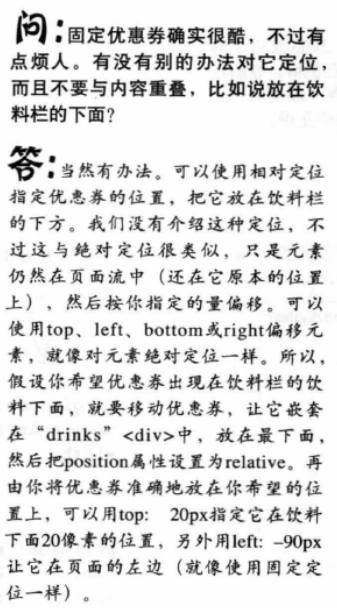 问：固定优惠券确实很酷，不过有
点烦人。有没有别的办法对它定位，
而且不要与内容重叠，比如说放在饮
料栏的下面？
答：当然有办法。可以使用相对定位
指定优惠券的位置，把它放在饮料栏
的下方。我们没有介绍这种定位，不
过这与绝对定位很类似，只是元素
仍然在页面流中（还在它原本的位置
上），然后按你指定的量偏移。可以
使用top、left、bottom或right偏移元
素，就像对元素绝对定位一样。所以，
假设你希望优惠券出现在饮料栏的饮
料下面，就要移动优惠券，让它嵌套
在“drinks”<div>中，放在最下面，
然后把position属性设置为relative。再
由你将优惠券准确地放在你希望的位
置上，可以用top： 20px指定它在饮料
下面20像素的位置，另外用left: –90px
让它在页面的左边（就像使用固定定
位一样）。